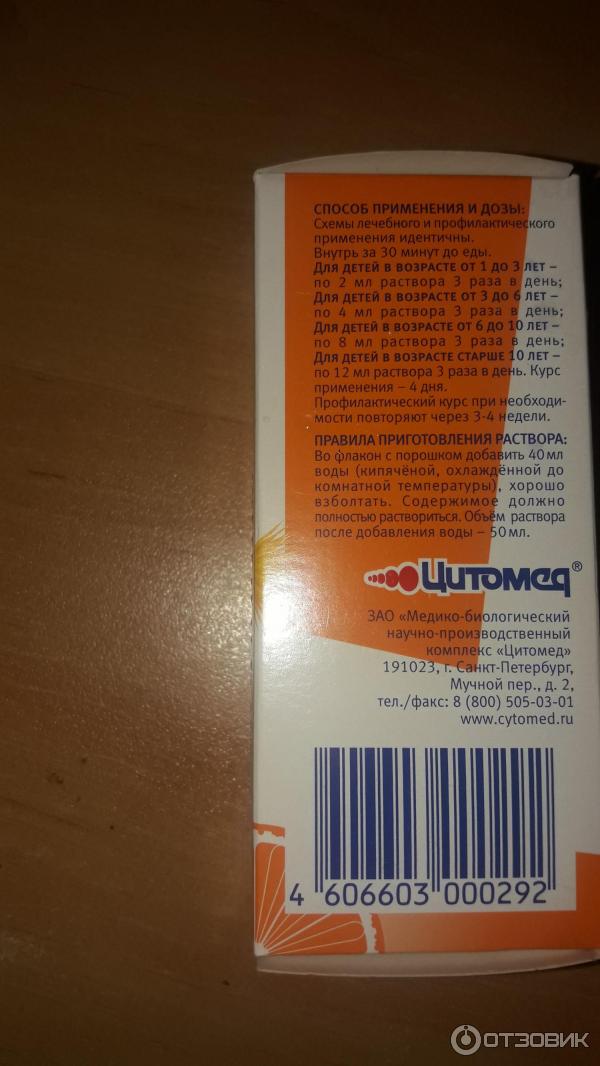 СПОСОБ ПРИМЕНЕНИЯ И ДОЗЫ:
Схемы лечебного и профилактического
применения идентичны.
Внутрь за 30 минут до еды.
Для детей в возрасте от 1 до 3 лет –
по 2 мл раствора 3 раза в день;
Для детей в возрасте от 3 до 6 лет –
по 4 мл раствора 3 раза в день;
Для детей в возрасте от 6 до 10 лет –
по 8 мл раствора 3 раза в день;
Для детей в возрасте старше 10 лет –
по 12 мл раствора 3 раза в день. Курс
применения – 4 дня.
Профилактический курс при необходи-
мости повторяют через 3-4 недели.
ПРАВИЛА ПРИГОТОВЛЕНИЯ РАСТВОРА:
Во флакон с порошком добавить 40 мл
воды (кипячёной, охлаждённой до
комнатной температуры), хорошо
взболтать. Содержимое должно
полностью раствориться. Объём раствора
после добавления воды – 50 мл.
Цитомед®
ЗАО «Медико-биологический
научно-производственный
комплекс «Цитомед»
191023, г. Санкт-Петербург,
Мучной пер., д. 2,
тел./факс: 8 (800) 505-03-01
www.cytomed.ru
4 606603 000292
ОТЗОВИК